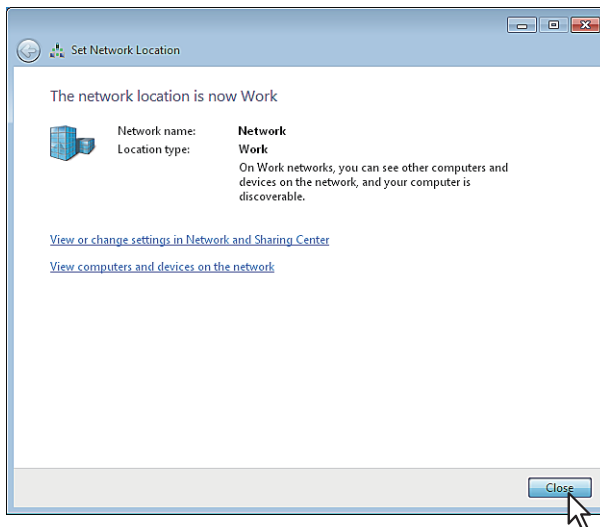 Set Network Location
The network location is now Work
Network name: Network
Location type: Work
On Work networks, you can see other computers and
devices on the network, and your computer is
discoverable.
View or change settings in Network and Sharing Center
View computers and devices on the network
Close